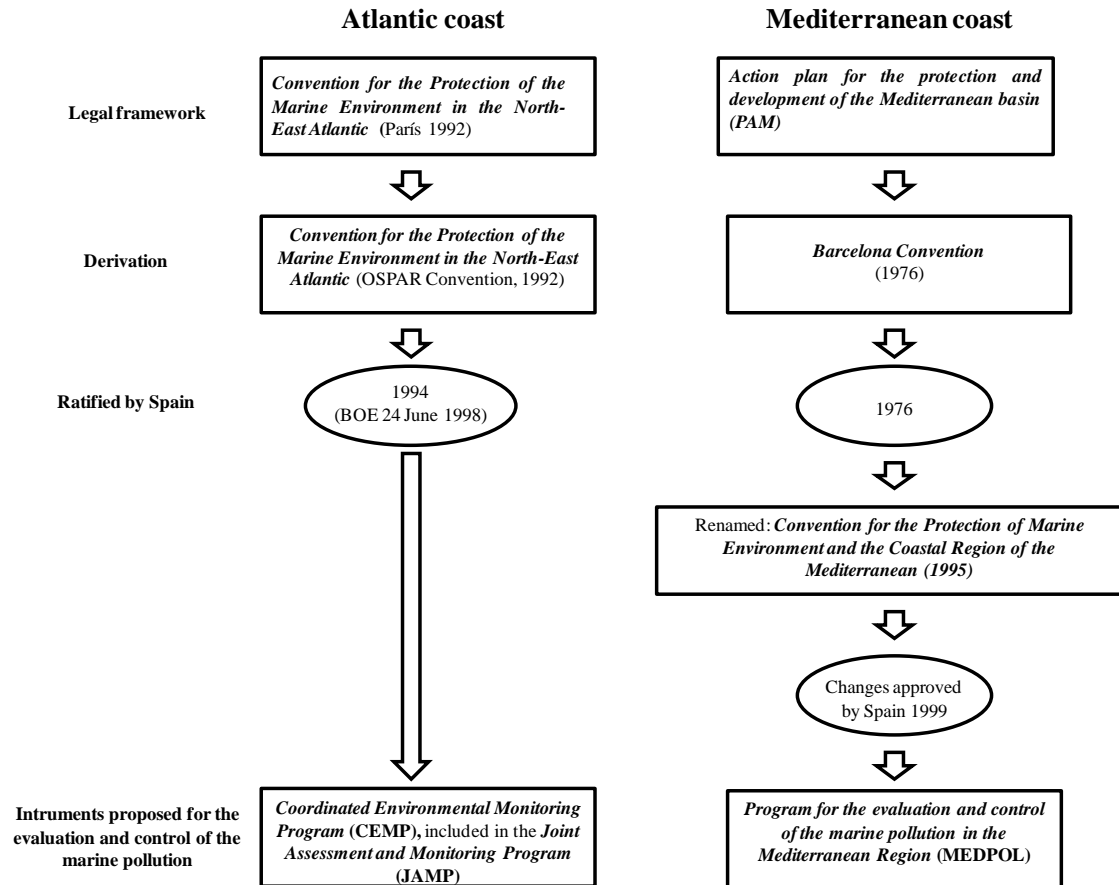 Atlantic coast
Mediterranean coast
Legal framework
Convention for the Protection of the
Marine Environment in the North-
East Atlantic (París 1992)
Action plan for the protection and
development of the Mediterranean basin
(PAM)
Derivation
Convention for the Protection of the
Marine Environment in the North-East
Atlantic (OSPAR Convention, 1992)
Barcelona Convention
(1976)
Ratified by Spain
1994
(BOE 24 June 1998)
1976
Renamed: Convention for the Protection of Marine
Environment and the Coastal Region of the
Mediterranean (1995)
Changes approved
by Spain 1999
Intruments proposed for the
evaluation and control of the
marine pollution
Coordinated Environmental Monitoring
Program (CEMP), included in the Joint
Assessment and Monitoring Program
(JAMP)
Program for the evaluation and control
of the marine pollution in the
Mediterranean Region (MEDPOL)